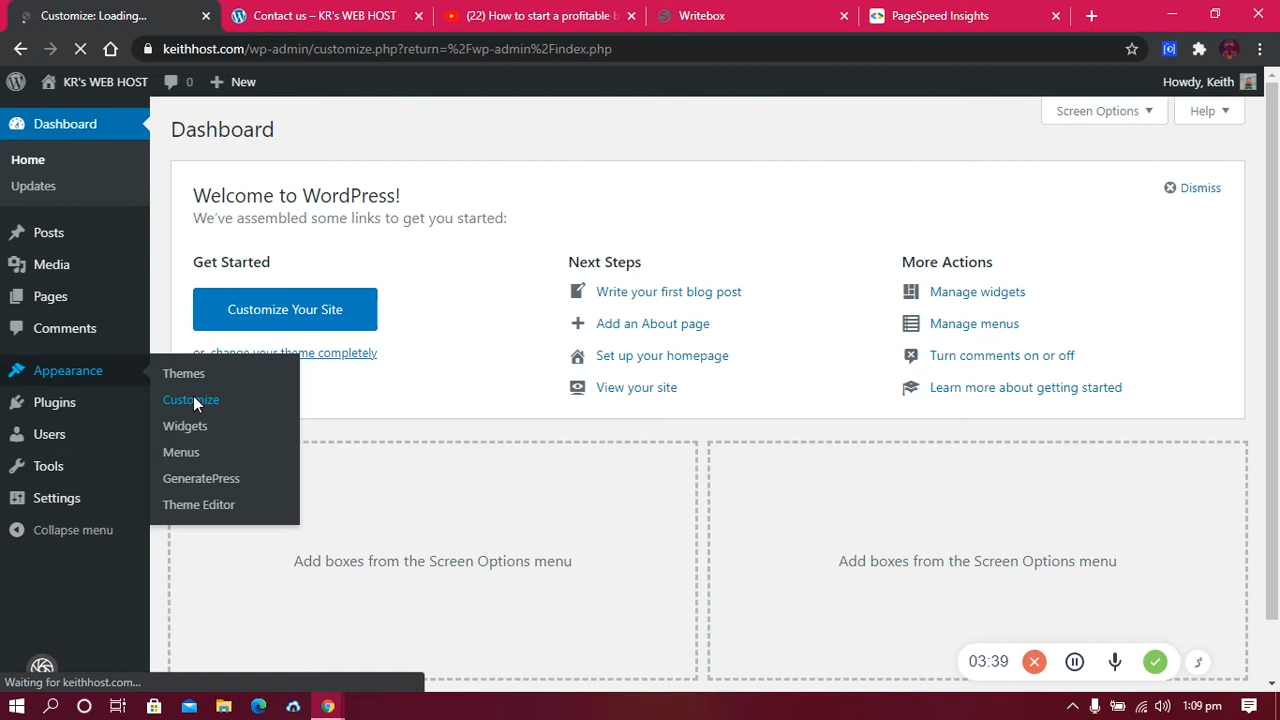 Customize: Loading...
Contact us – KR's WEB HOST
(22) How to start a profitable b
Writebox
PageSpeed Insights
keithhost.com/wp-admin/customize.php?return=%2Fwp-admin%2Findex.php
KR's WEB HOST
0
New
Howdy, Keith
Dashboard
Home
Updates
Posts
Media
Pages
Comments
Appearance
Plugins
Users
Tools
Settings
Collapse menu
Themes
Customize
Widgets
Menus
GeneratePress
Theme Editor
Screen Options
Help
Dashboard
Welcome to WordPress!
Dismiss
We've assembled some links to get you started:
Get Started
Customize Your Site
or, change your theme completely
Next Steps
Write your first blog post
Add an About page
Set up your homepage
View your site
More Actions
Manage widgets
Manage menus
Turn comments on or off
Learn more about getting started
Add boxes from the Screen Options menu
Add boxes from the Screen Options menu
03:39
Waiting for keithhost.com...
1:09 pm